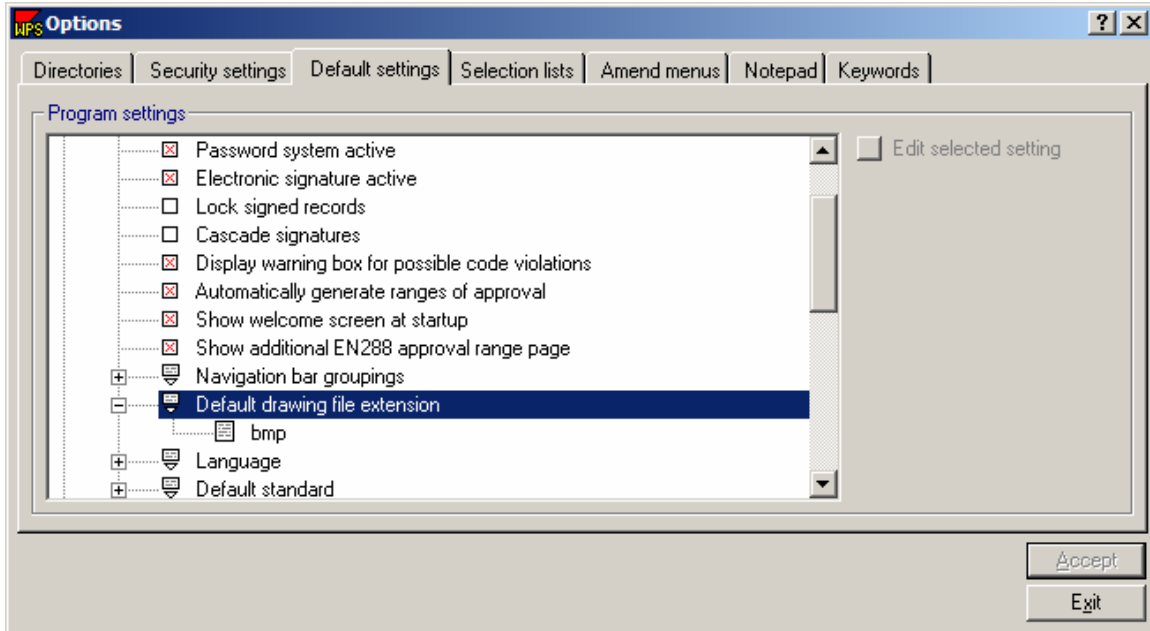 WPS Options
Directories Security settings Default settings Selection lists Amend menus Notepad Keywords
Program settings
Password system active
Edit selected setting
Electronic signature active
Lock signed records
Cascade signatures
Display warning box for possible code violations
Automatically generate ranges of approval
Show welcome screen at startup
Show additional EN288 approval range page
Navigation bar groupings
Default drawing file extension
bmp
Language
Default standard
Accept
Exit